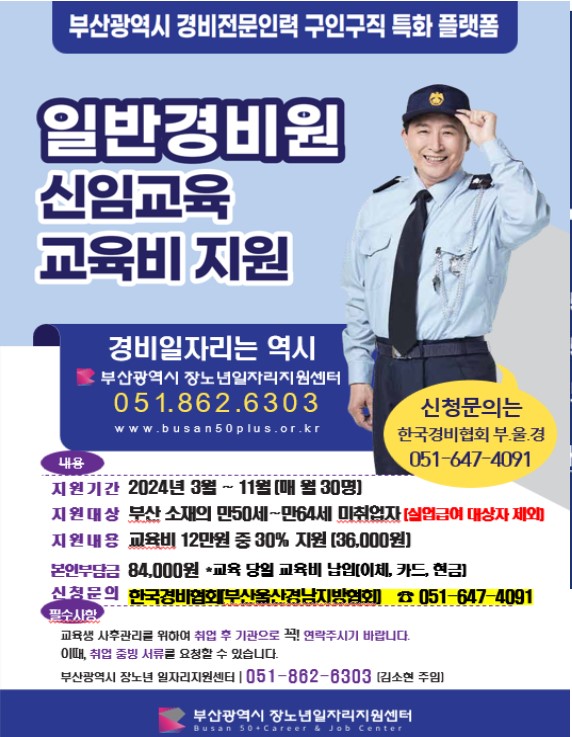 부산광역시 경비전문인력 구인구직 특화 플랫폼
일반경비원
신임교육
교육비 지원
경비일자리는 역시
부산광역시 장노년일자리지원센터
051.862.6303
www.busan50plus.or.kr
신청문의는
한국경비협회 부.울.경
051-647-4091
내용
지원기간 2024년 3월 ~ 11월 (매 월 30명)
지원대상 부산 소재의 만50세~만64세 미취업자 (실업급여 대상자 제외)
지원내용 교육비 12만원 중 30% 지원 (36,000원)
본인부담금 84,000원 *교육 당일 교육비 납입(이체, 카드, 현금)
신청문의 한국경비협회(부산울산경남지방협회) ☎ 051-647-4091
필수사항
교육생 사후관리를 위하여 취업 후 기관으로 꼭! 연락주시기 바랍니다.
이때, 취업 증빙 서류를 요청할 수 있습니다.
부산광역시 장노년 일자리지원센터 | 051-862-6303 (김소현 주임)
부산광역시 장노년일자리지원센터
Busan 50+Career & Job Center